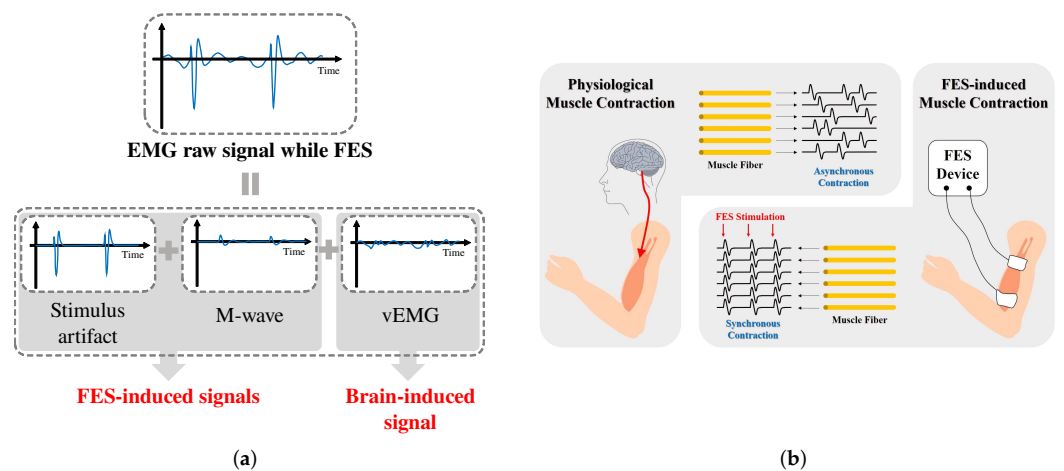 Time
EMG raw signal while FES
Time
Time
Time
Stimulus
artifact
M-wave
vEMG
FES-induced signals
Brain-induced
signal
(a)
Physiological
Muscle Contraction
Muscle Fiber
Asynchronous
Contraction
FES-induced
Muscle Contraction
FES
Device
FES Stimulation
Synchronous
Contraction
Muscle Fiber
(b)